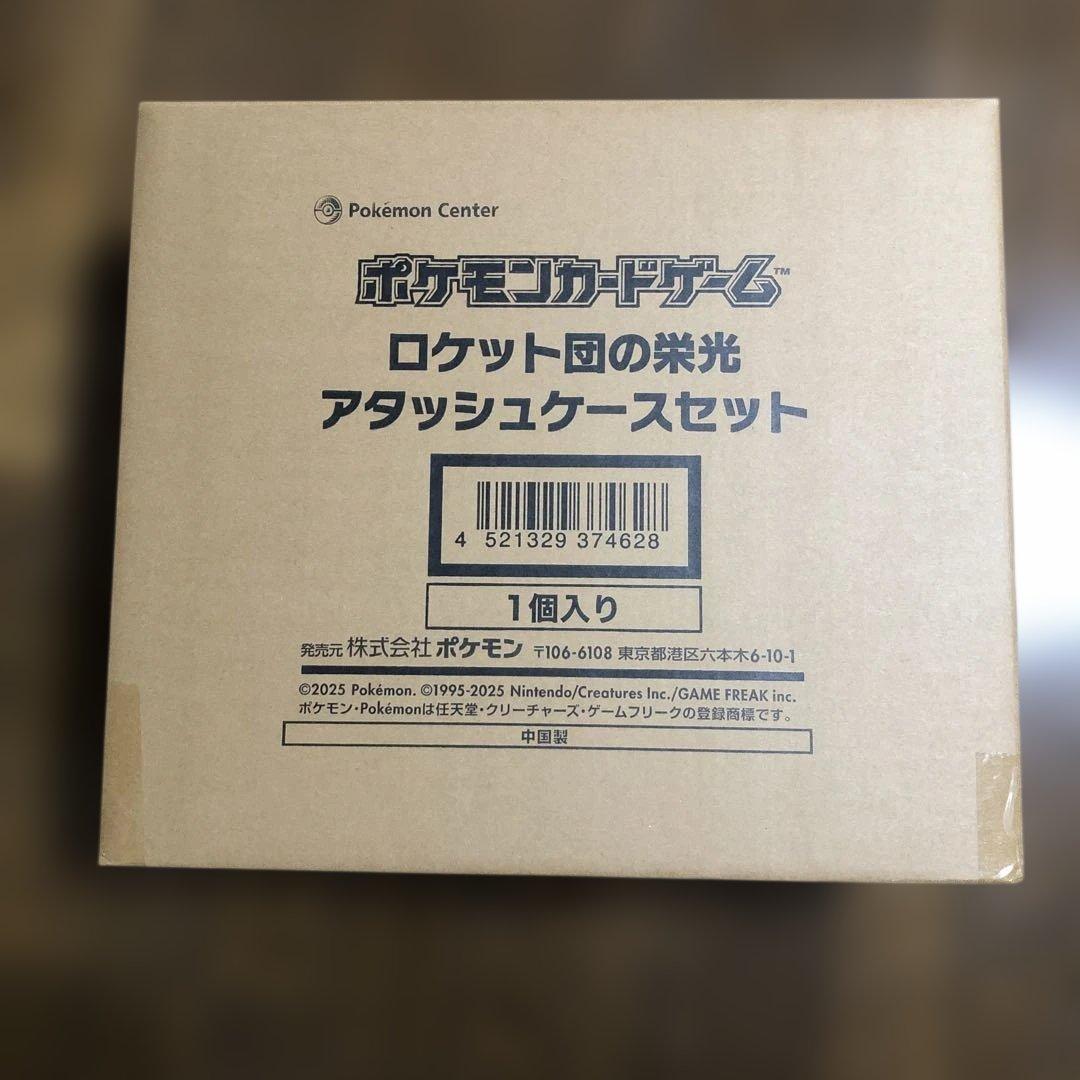 Pokémon Center
ポケモンカードゲーム™
ロケット団の栄光
アタッシュケースセット
4 521329 374628
1個入り
発売元 株式会社 ポケモン 〒106-6108 東京都港区六本木6-10-1
©2025 Pokémon. ©1995-2025 Nintendo/Creatures Inc./GAME FREAK inc.
ポケモン・Pokémonは任天堂・クリーチャーズ・ゲームフリークの登録商標です。
中国製